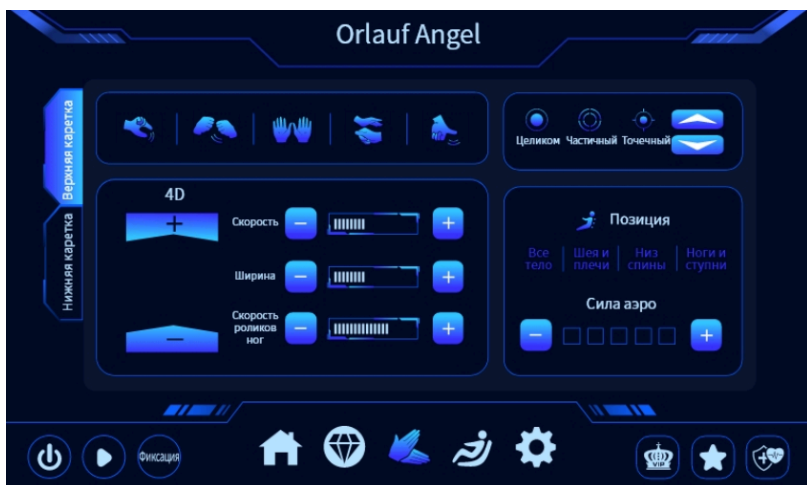 Orlauf Angel
Верхняя каретка
Нижняя каретка
Целиком Частичный Точечный
4D
+
−
Скорость − +
Ширина − +
Скорость
роликов
ног
− +
Позиция
Все
тело
Шея и
плечи
Низ
спины
Ноги и
ступни
Сила аэро
− +
Фиксация
VIP